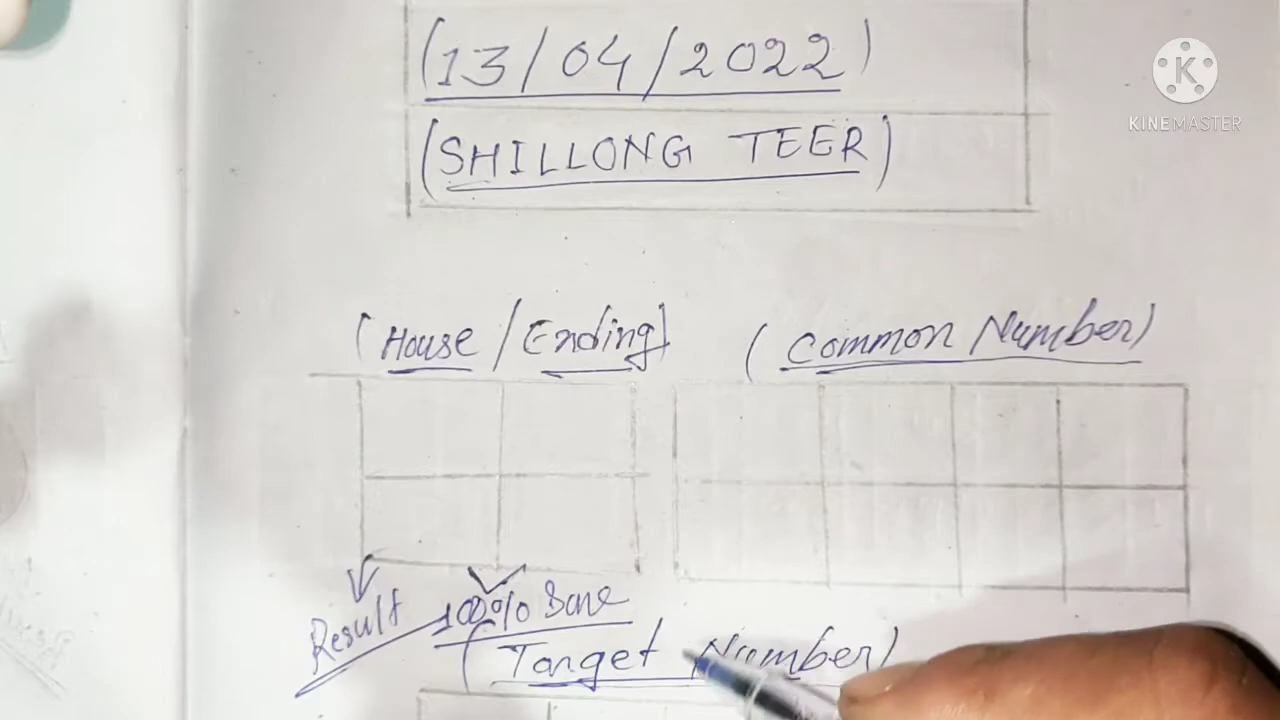 (13/04/2022)
K
KINEMASTER
(SHILLONG TEER)
(House/Ending)
(Common Number)
Result 100% Sure
(Target Number)